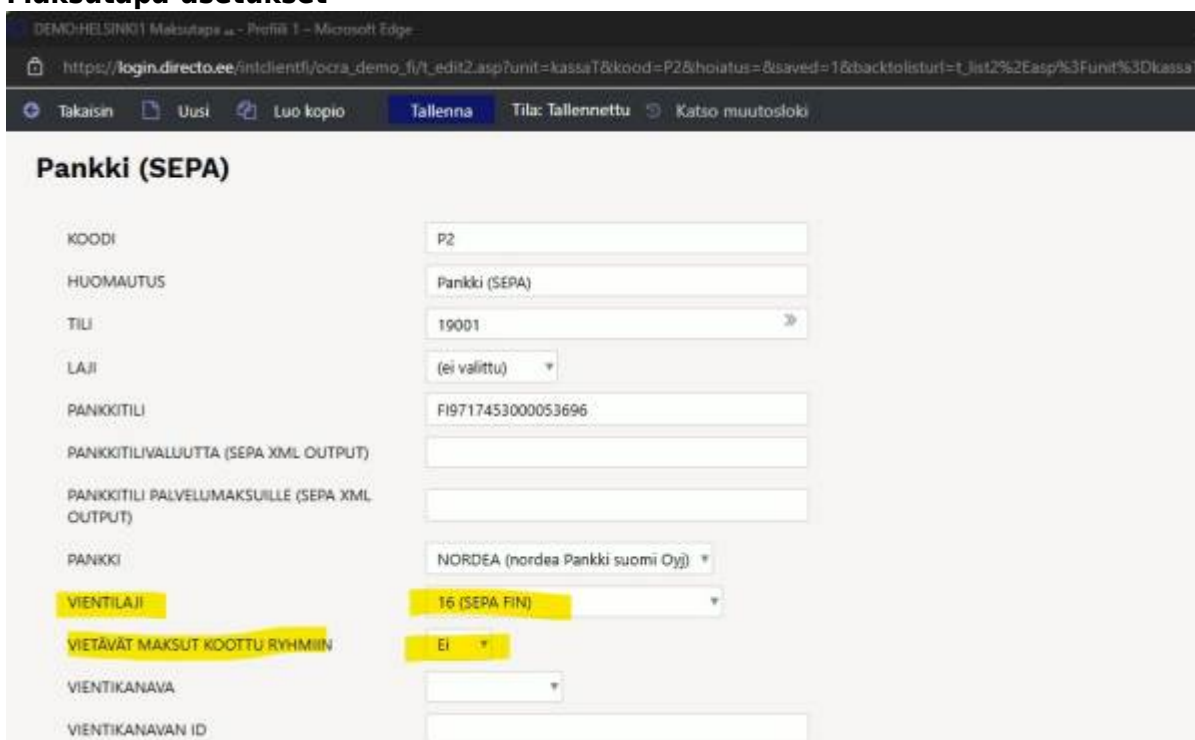 Maksutapa asetukset
DEMO:HELSINKI01 Maksutapa - Profiili 1 - Microsoft Edge
https://login.directo.ee/intclientfi/ocra_demo_fi/t_edit2.asp?unit=kassaT&kood=P2&hoiatus=&saved=1&backtolisturl=t_list2%2Easp%3Funit%3Dkassa
Takaisin Uusi Luo kopio Tallenna Tila: Tallennettu Katso muutosloki
Pankki (SEPA)
KOODI P2
HUOMAUTUS Pankki (SEPA)
TILI 19001
LAJI (ei valittu)
PANKKITILI FI9717453000053696
PANKKITILIVALUUTTA (SEPA XML OUTPUT)
PANKKITILI PALVELUMAKSUILLE (SEPA XML
OUTPUT)
PANKKI NORDEA (nordea Pankki suomi Oyj)
VIENTILAJI 16 (SEPA FIN)
VIETÄVÄT MAKSUT KOOTTU RYHMIIN Ei
VIENTIKANAVA
VIENTIKANAVAN ID